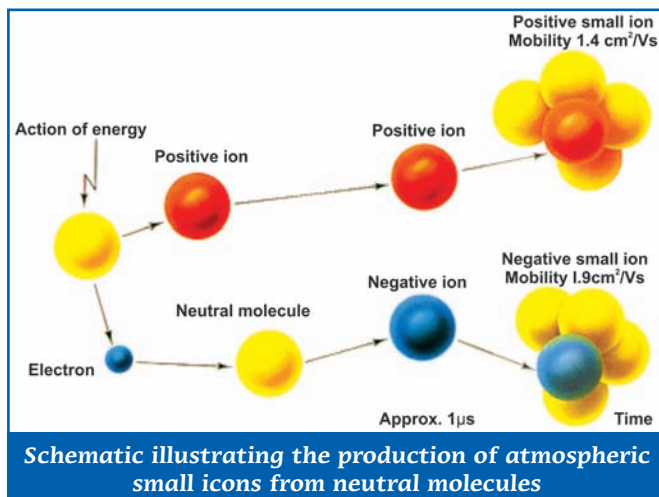 Positive small ion
Mobility 1.4 cm²/Vs
Action of energy
Positive ion
Positive ion
Negative small ion
Mobility I.9cm²/Vs
Negative ion
Neutral molecule
Electron
Approx. 1µs
Time
Schematic illustrating the production of atmospheric
small icons from neutral molecules